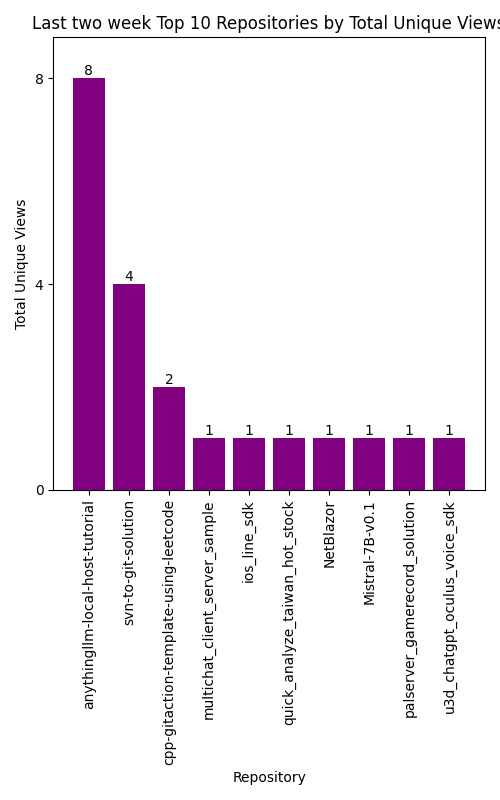 Last two week Top 10 Repositories by Total Unique Views
Total Unique Views
8
4
0
8
4
2
1
1
1
1
1
1
1
anythingllm-local-host-tutorial
svn-to-git-solution
cpp-gitaction-template-using-leetcode
multichat_client_server_sample
ios_line_sdk
quick_analyze_taiwan_hot_stock
NetBlazor
Mistral-7B-v0.1
palserver_gamerecord_solution
u3d_chatgpt_oculus_voice_sdk
Repository